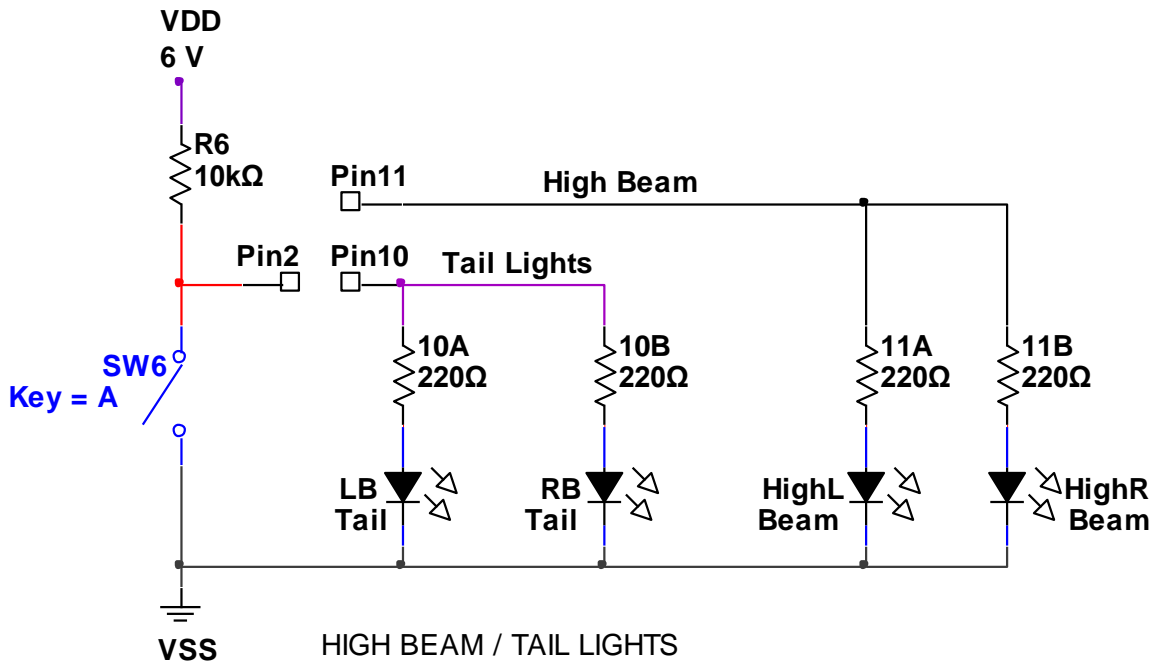 VDD
6 V
R6
10kΩ
Pin11
High Beam
Pin2
Pin10
Tail Lights
SW6
Key = A
10A
220Ω
10B
220Ω
11A
220Ω
11B
220Ω
LB
Tail
RB
Tail
HighL
Beam
HighR
Beam
VSS
HIGH BEAM / TAIL LIGHTS